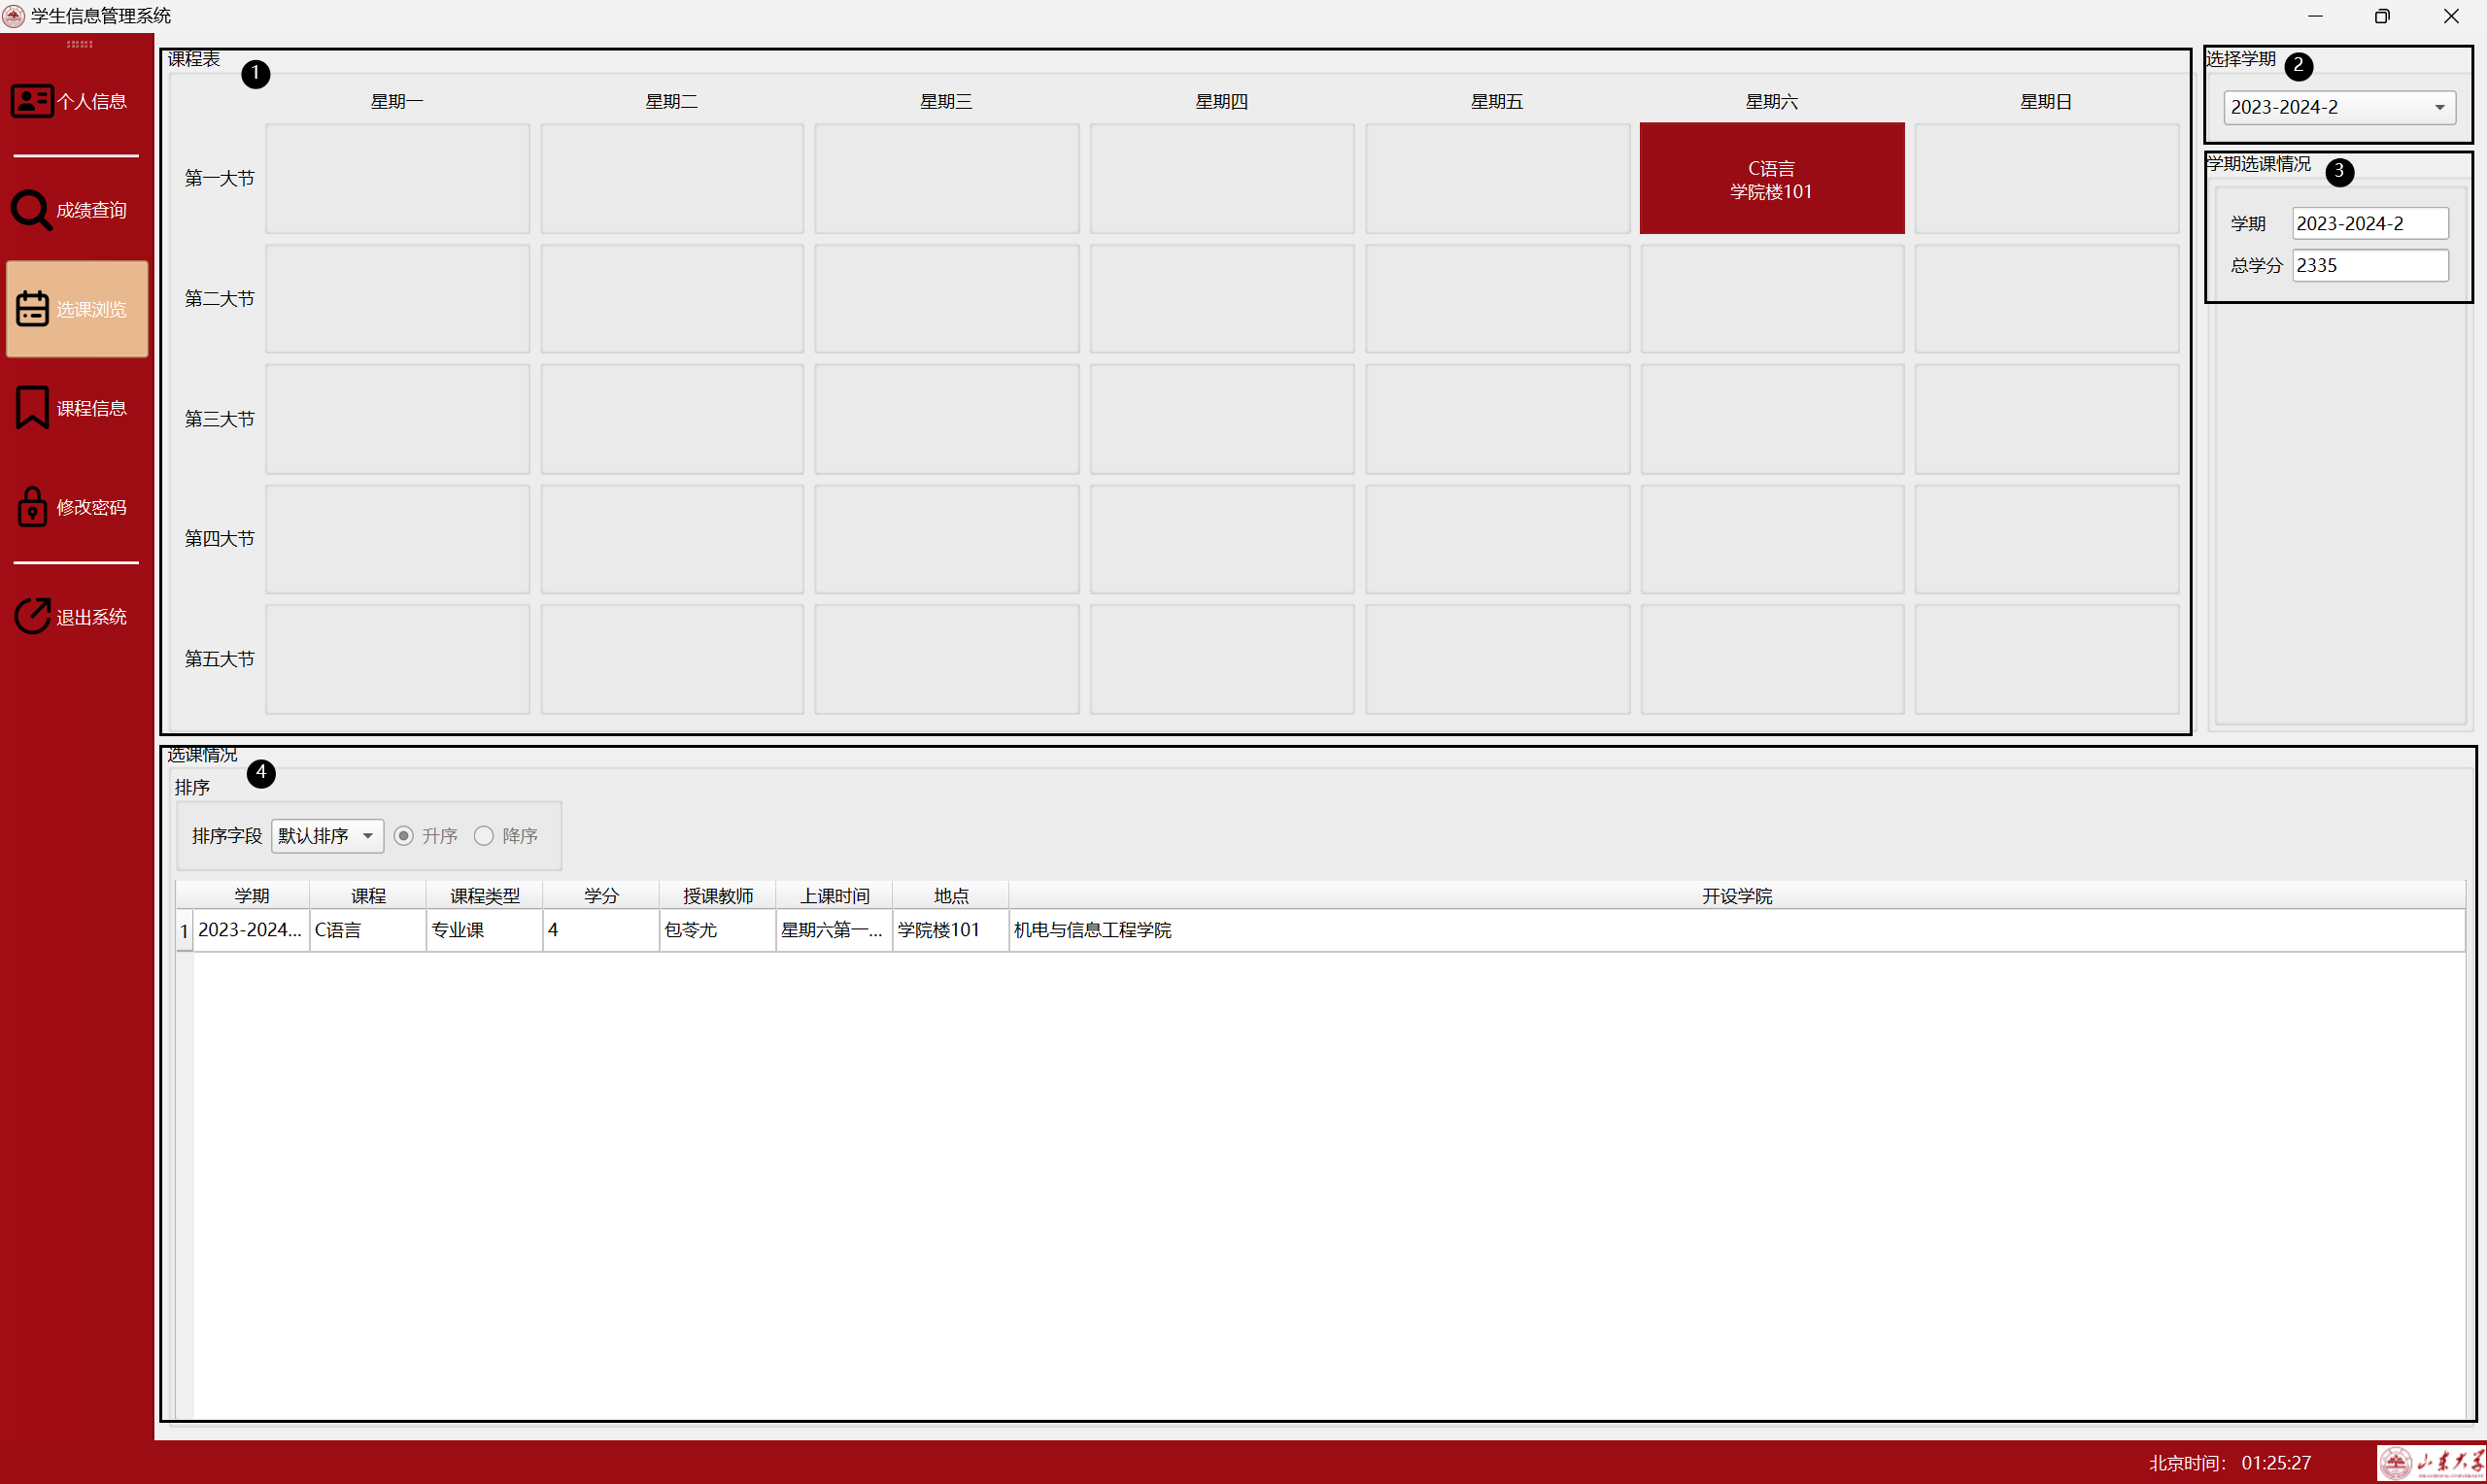 学生信息管理系统
个人信息
成绩查询
选课浏览
课程信息
修改密码
退出系统
课程表
1
星期一 星期二 星期三 星期四 星期五 星期六 星期日
第一大节
C语言
学院楼101
第二大节
第三大节
第四大节
第五大节
选择学期
2
2023-2024-2
学期选课情况
3
学期 2023-2024-2
总学分 2335
选课情况
4
排序
排序字段 默认排序 升序 降序
学期 课程 课程类型 学分 授课教师 上课时间 地点 开设学院
1 2023-2024... C语言 专业课 4 包苓尤 星期六第一... 学院楼101 机电与信息工程学院
北京时间： 01:25:27
山东大学